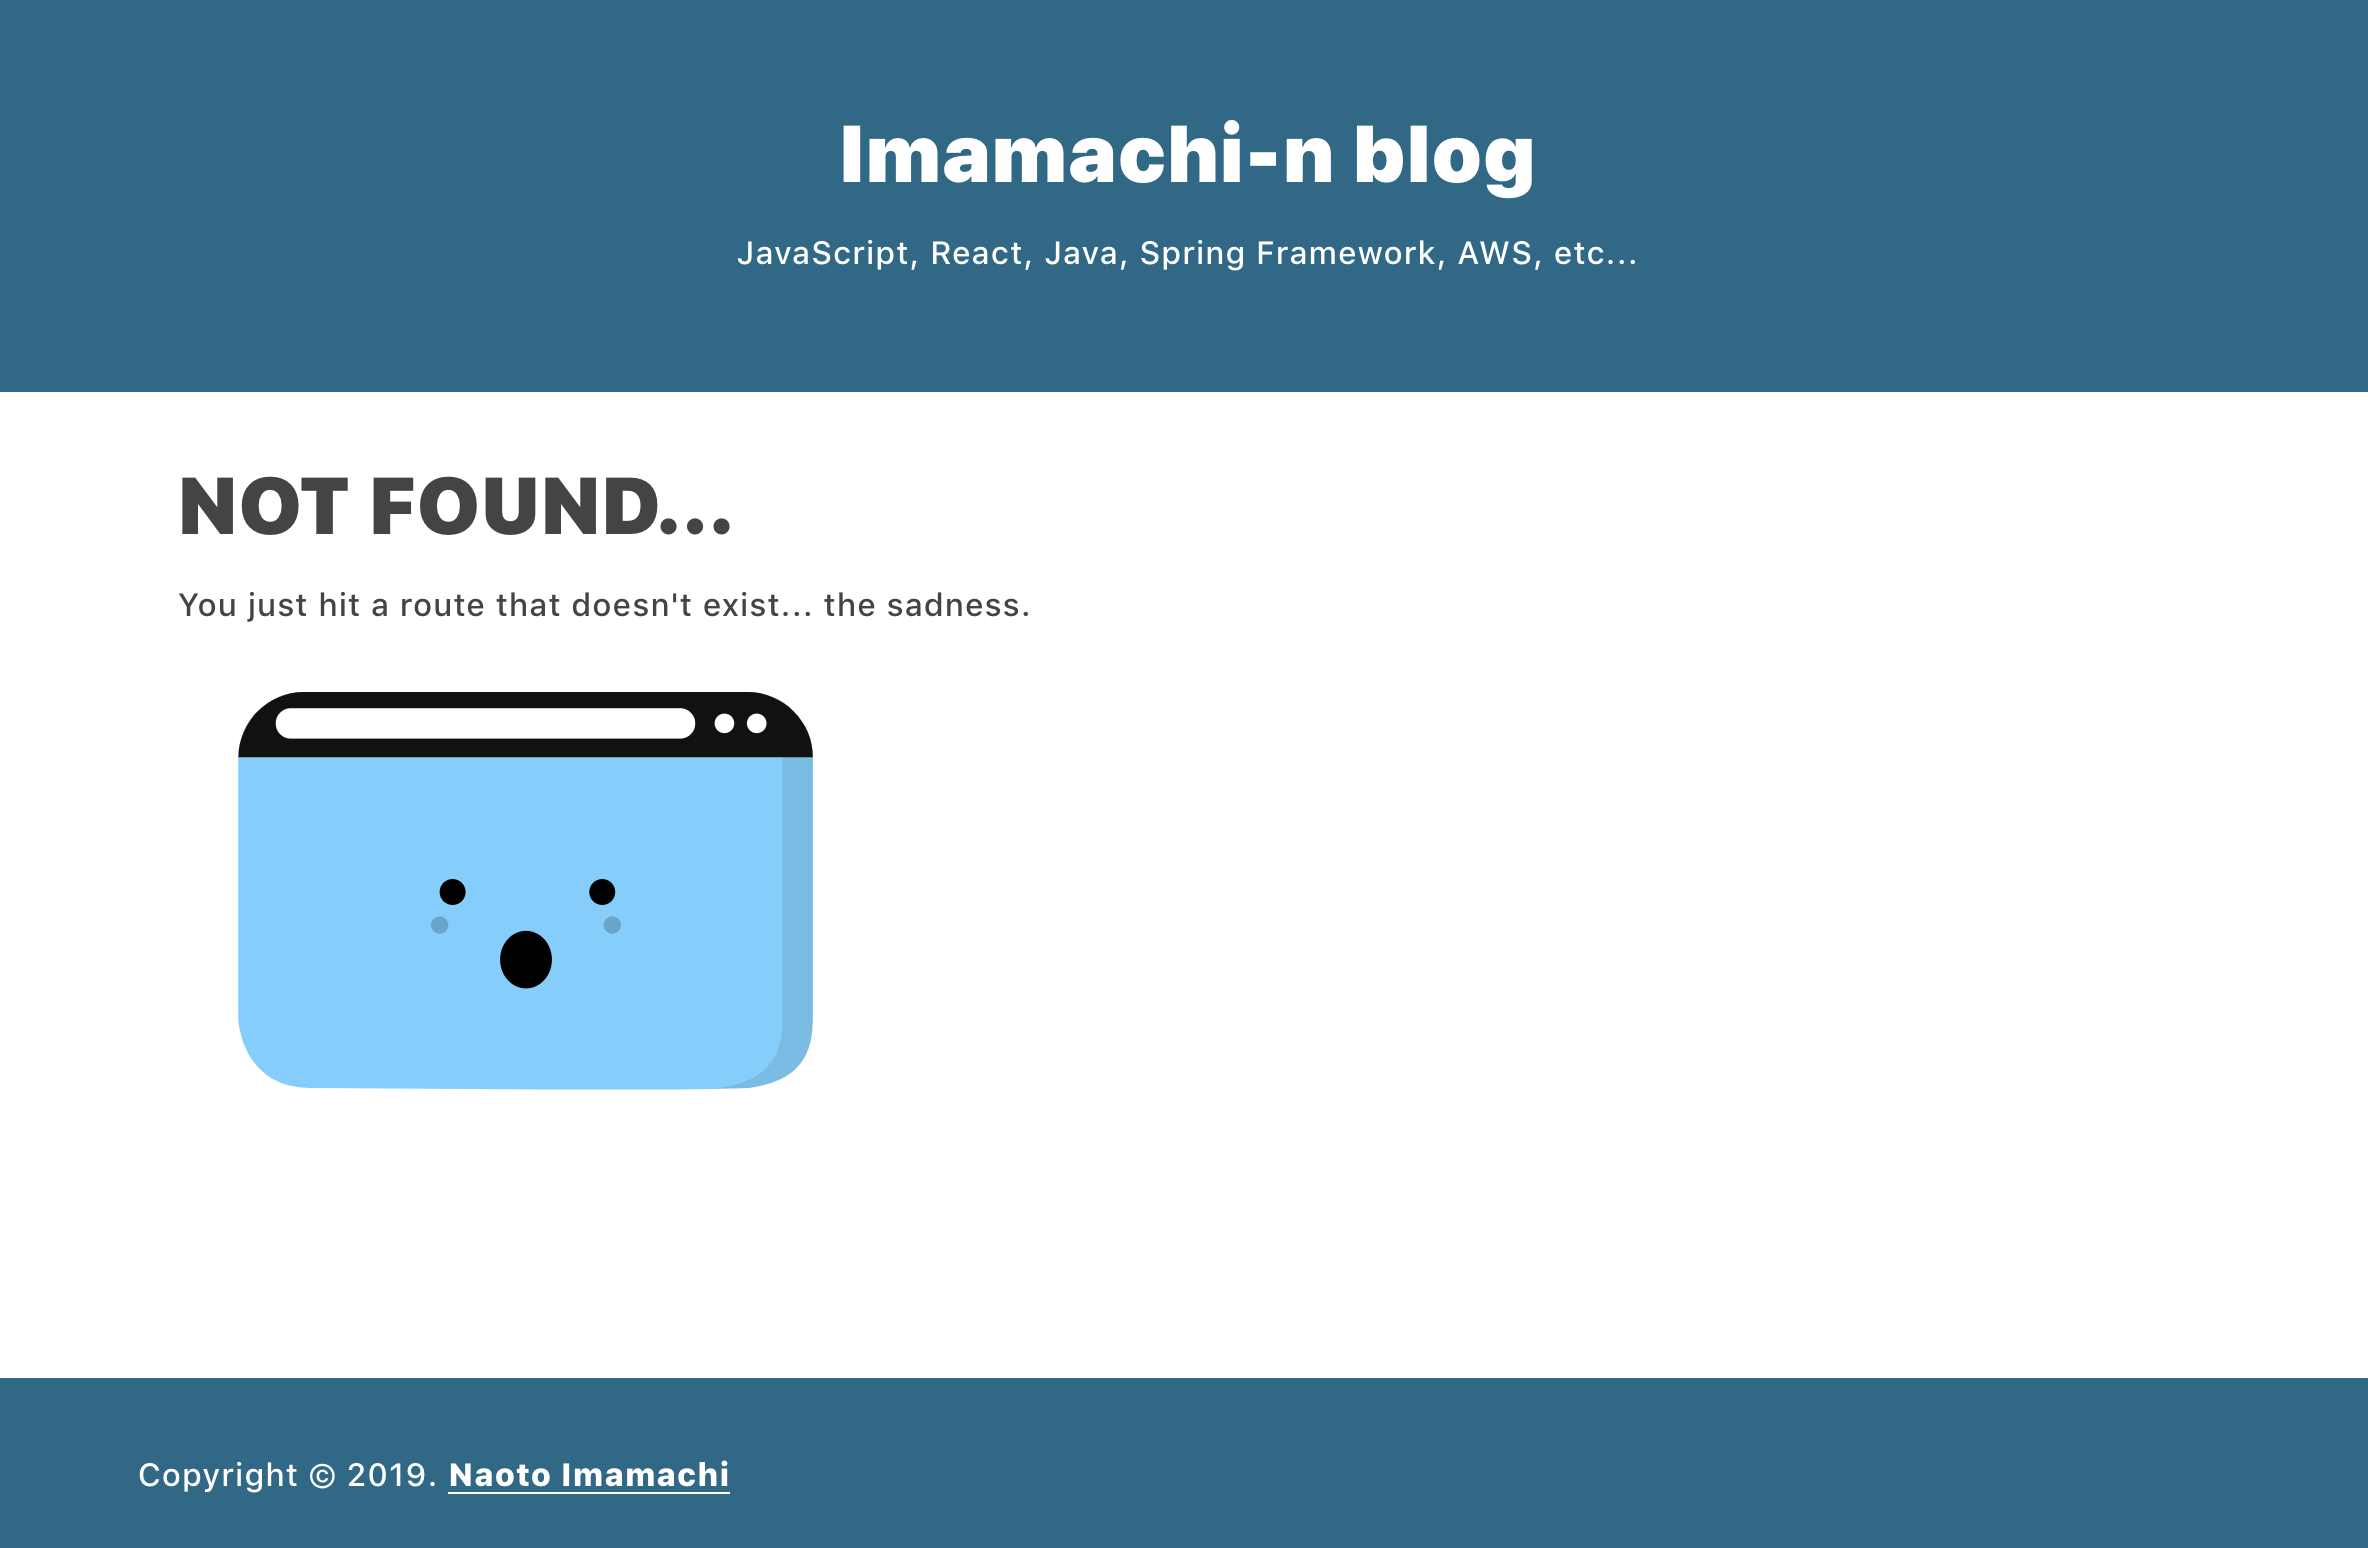 Imamachi-n blog
JavaScript, React, Java, Spring Framework, AWS, etc...
NOT FOUND...
You just hit a route that doesn't exist... the sadness.
Copyright © 2019. Naoto Imamachi